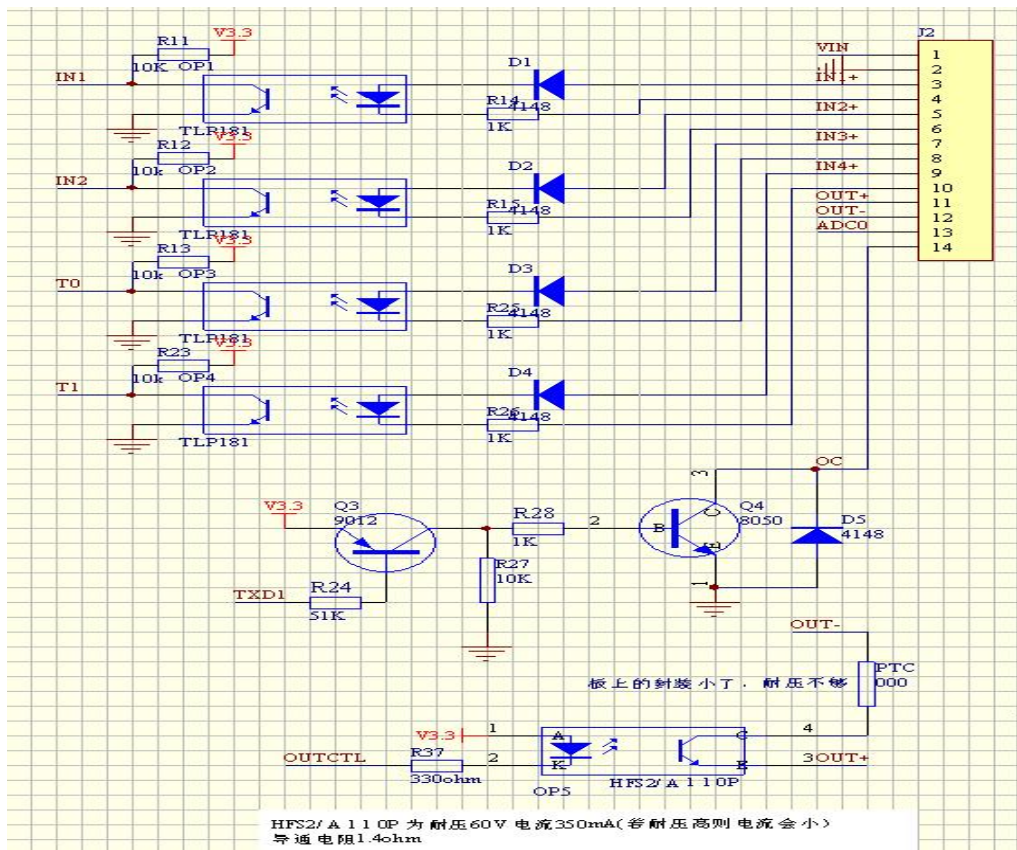 J2
V3.3
R11
VIN
1
10K OP1
D1
2
IN1
IN1+
3
R14
4148
4
1K
IN2+
5
TLP181
V3.3
R12
6
IN3+
7
10k OP2
D2
8
IN2
IN4+
9
R15
4148
10
OUT+
11
1K
OUT-
12
TLP181
ADC0
13
V3.3
R13
14
10k OP3
D3
T0
R25
4148
1K
TLP181
V3.3
R23
10k OP4
D4
T1
R26
4148
1K
TLP181
OC
3
V3.3
Q3
9012
R28
2
B
C
E
Q4
8050
D5
4148
1K
R27
10K
1
R24
TXD1
51K
OUT-
PTC
000
板上的封装小了，耐压不够
V3.3
1
A
C
4
OUTCTL
R37
2
K
E
3
OUT+
330ohm
HFS2/A110P
OP5
HFS2/A110P 为耐压60V 电流350mA(若耐压高则电流会小)
导通电阻1.4ohm